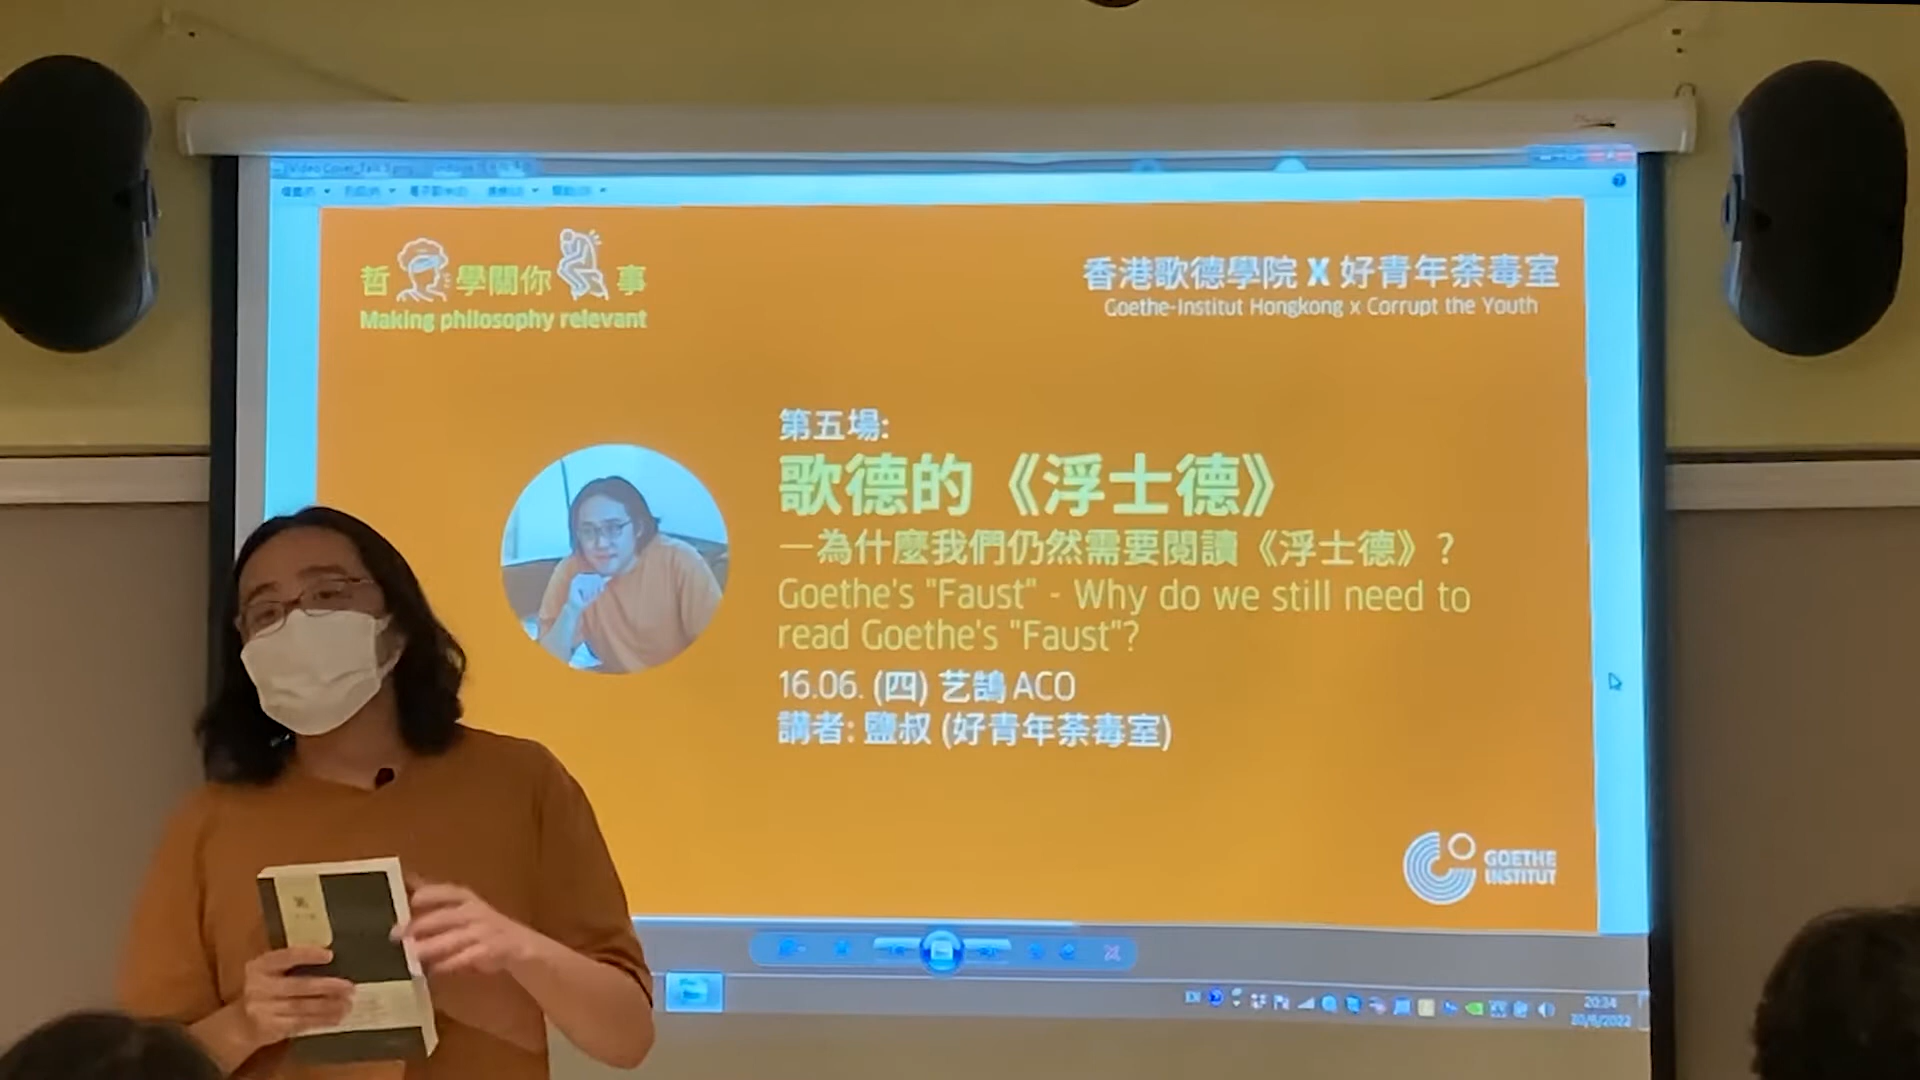 哲學關你事
Making philosophy relevant
香港歌德學院 X 好青年荼毒室
Goethe-Institut Hongkong x Corrupt the Youth
第五場:
歌德的《浮士德》
—為什麼我們仍然需要閱讀《浮士德》?
Goethe's "Faust" - Why do we still need to
read Goethe's "Faust"?
16.06. (四) 艺鵠 ACO
講者: 鹽叔 (好青年荼毒室)
GOETHE
INSTITUT
20:34